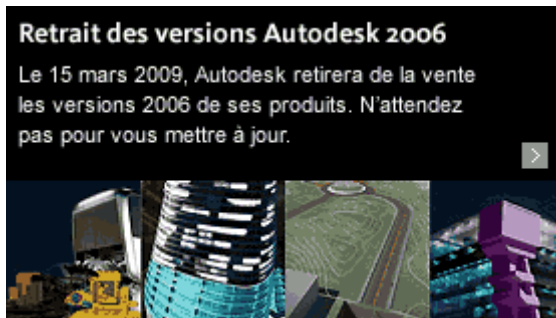 Retrait des versions Autodesk 2006
Le 15 mars 2009, Autodesk retirera de la vente
les versions 2006 de ses produits. N'attendez
pas pour vous mettre à jour.